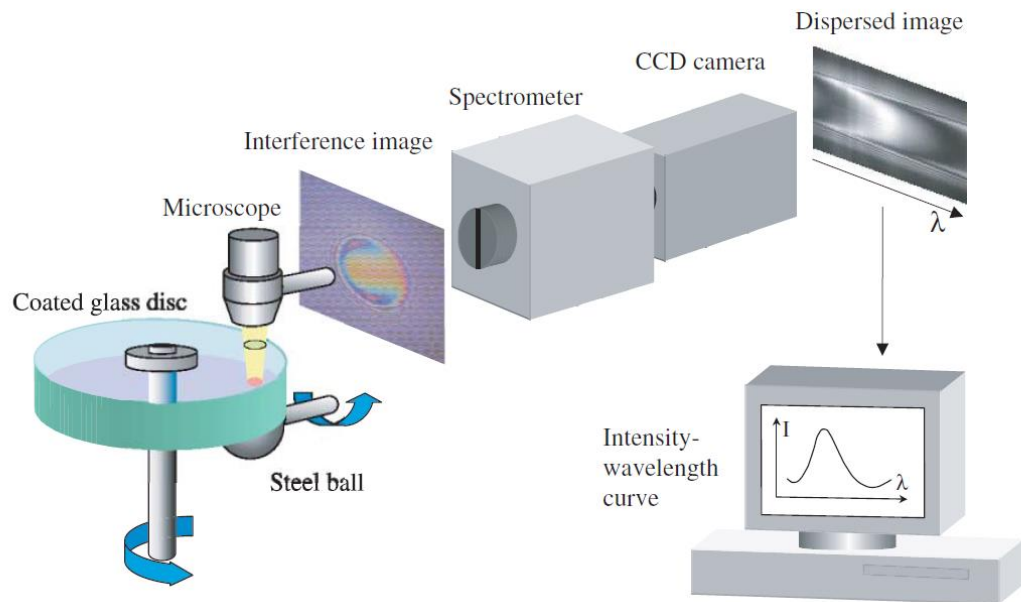 Dispersed image
CCD camera
Spectrometer
Interference image
Microscope
Coated glass disc
λ
Steel ball
Intensity-
wavelength
curve
I
λ